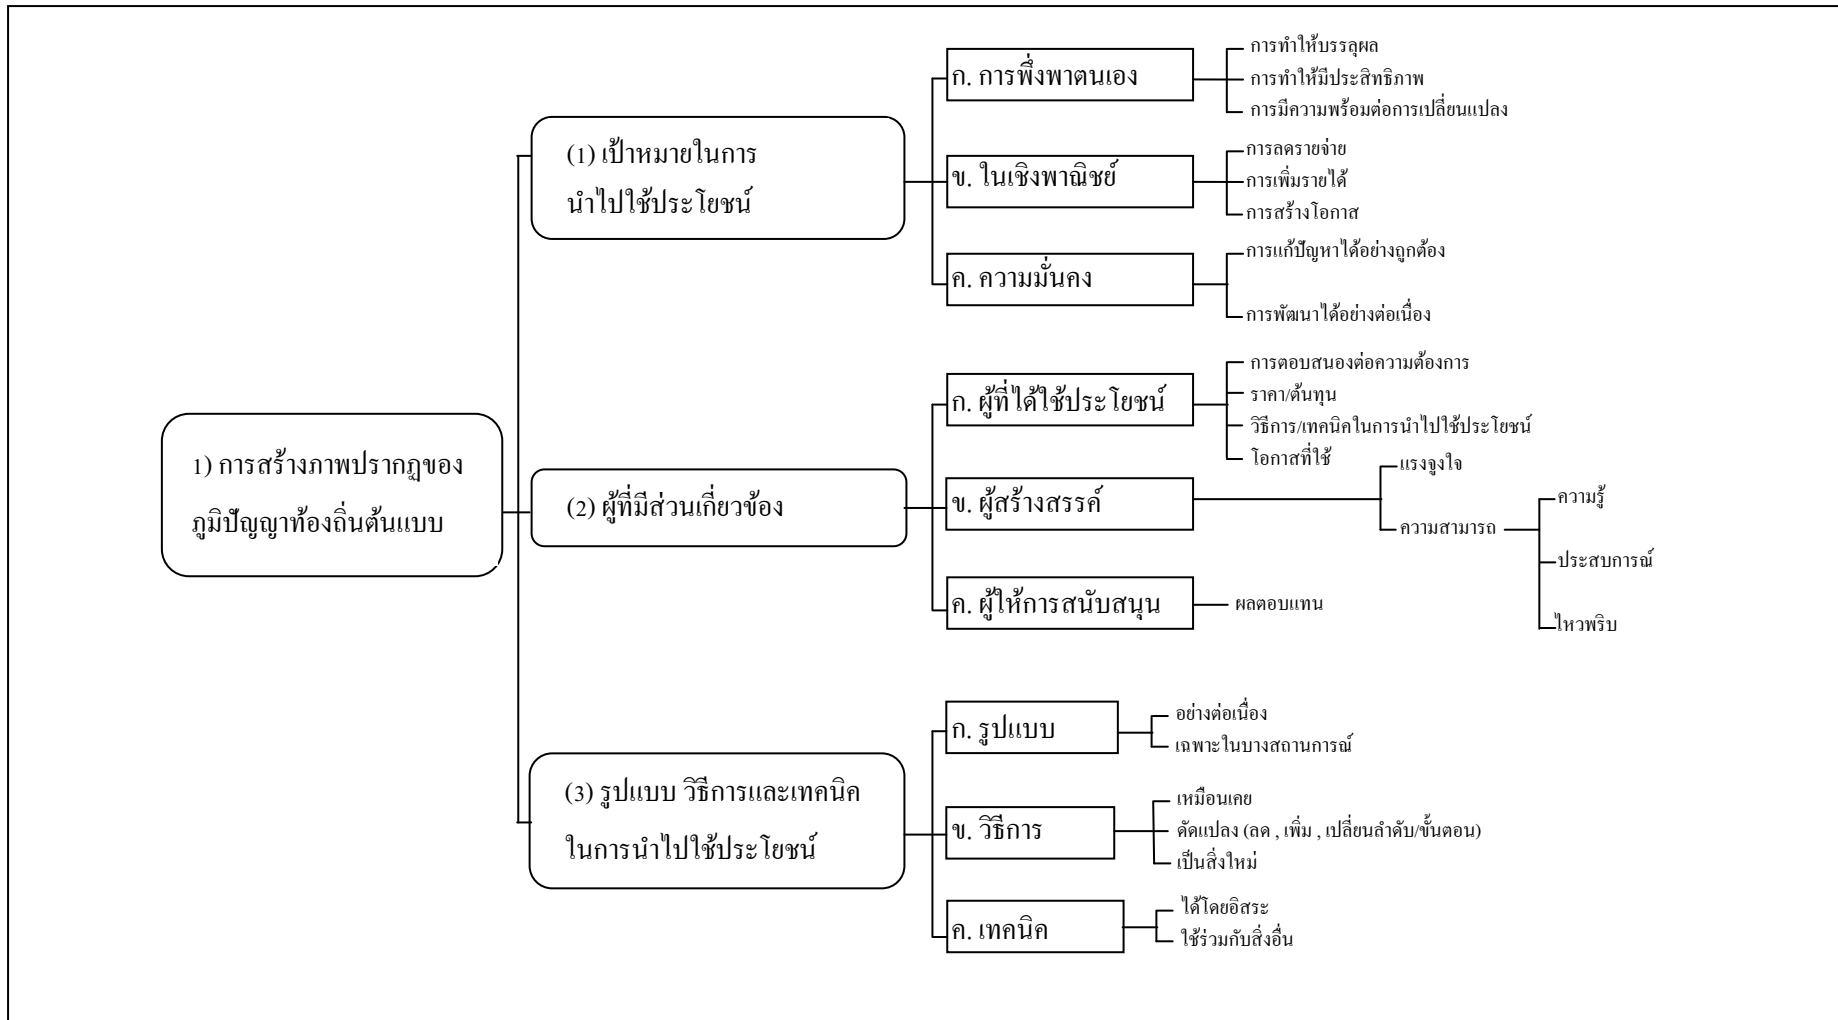 1) การสร้างภาพปรากฏของ
ภูมิปัญญาท้องถิ่นต้นแบบ
(1) เป้าหมายในการ
นำไปใช้ประโยชน์
ก. การพึ่งพาตนเอง
การทำให้บรรลุผล
การทำให้มีประสิทธิภาพ
การมีความพร้อมต่อการเปลี่ยนแปลง
ข. ในเชิงพาณิชย์
การลดรายจ่าย
การเพิ่มรายได้
การสร้างโอกาส
ค. ความมั่นคง
การแก้ปัญหาได้อย่างถูกต้อง
การพัฒนาได้อย่างต่อเนื่อง
(2) ผู้ที่มีส่วนเกี่ยวข้อง
ก. ผู้ที่ได้ใช้ประโยชน์
การตอบสนองต่อความต้องการ
ราคา/ต้นทุน
วิธีการ/เทคนิคในการนำไปใช้ประโยชน์
โอกาสที่ใช้
ข. ผู้สร้างสรรค์
แรงจูงใจ
ความสามารถ
ความรู้
ประสบการณ์
ไหวพริบ
ค. ผู้ให้การสนับสนุน
ผลตอบแทน
(3) รูปแบบ วิธีการและเทคนิค
ในการนำไปใช้ประโยชน์
ก. รูปแบบ
อย่างต่อเนื่อง
เฉพาะในบางสถานการณ์
ข. วิธีการ
เหมือนเคย
ดัดแปลง (ลด , เพิ่ม , เปลี่ยนลำดับ/ขั้นตอน)
เป็นสิ่งใหม่
ค. เทคนิค
ได้โดยอิสระ
ใช้ร่วมกับสิ่งอื่น